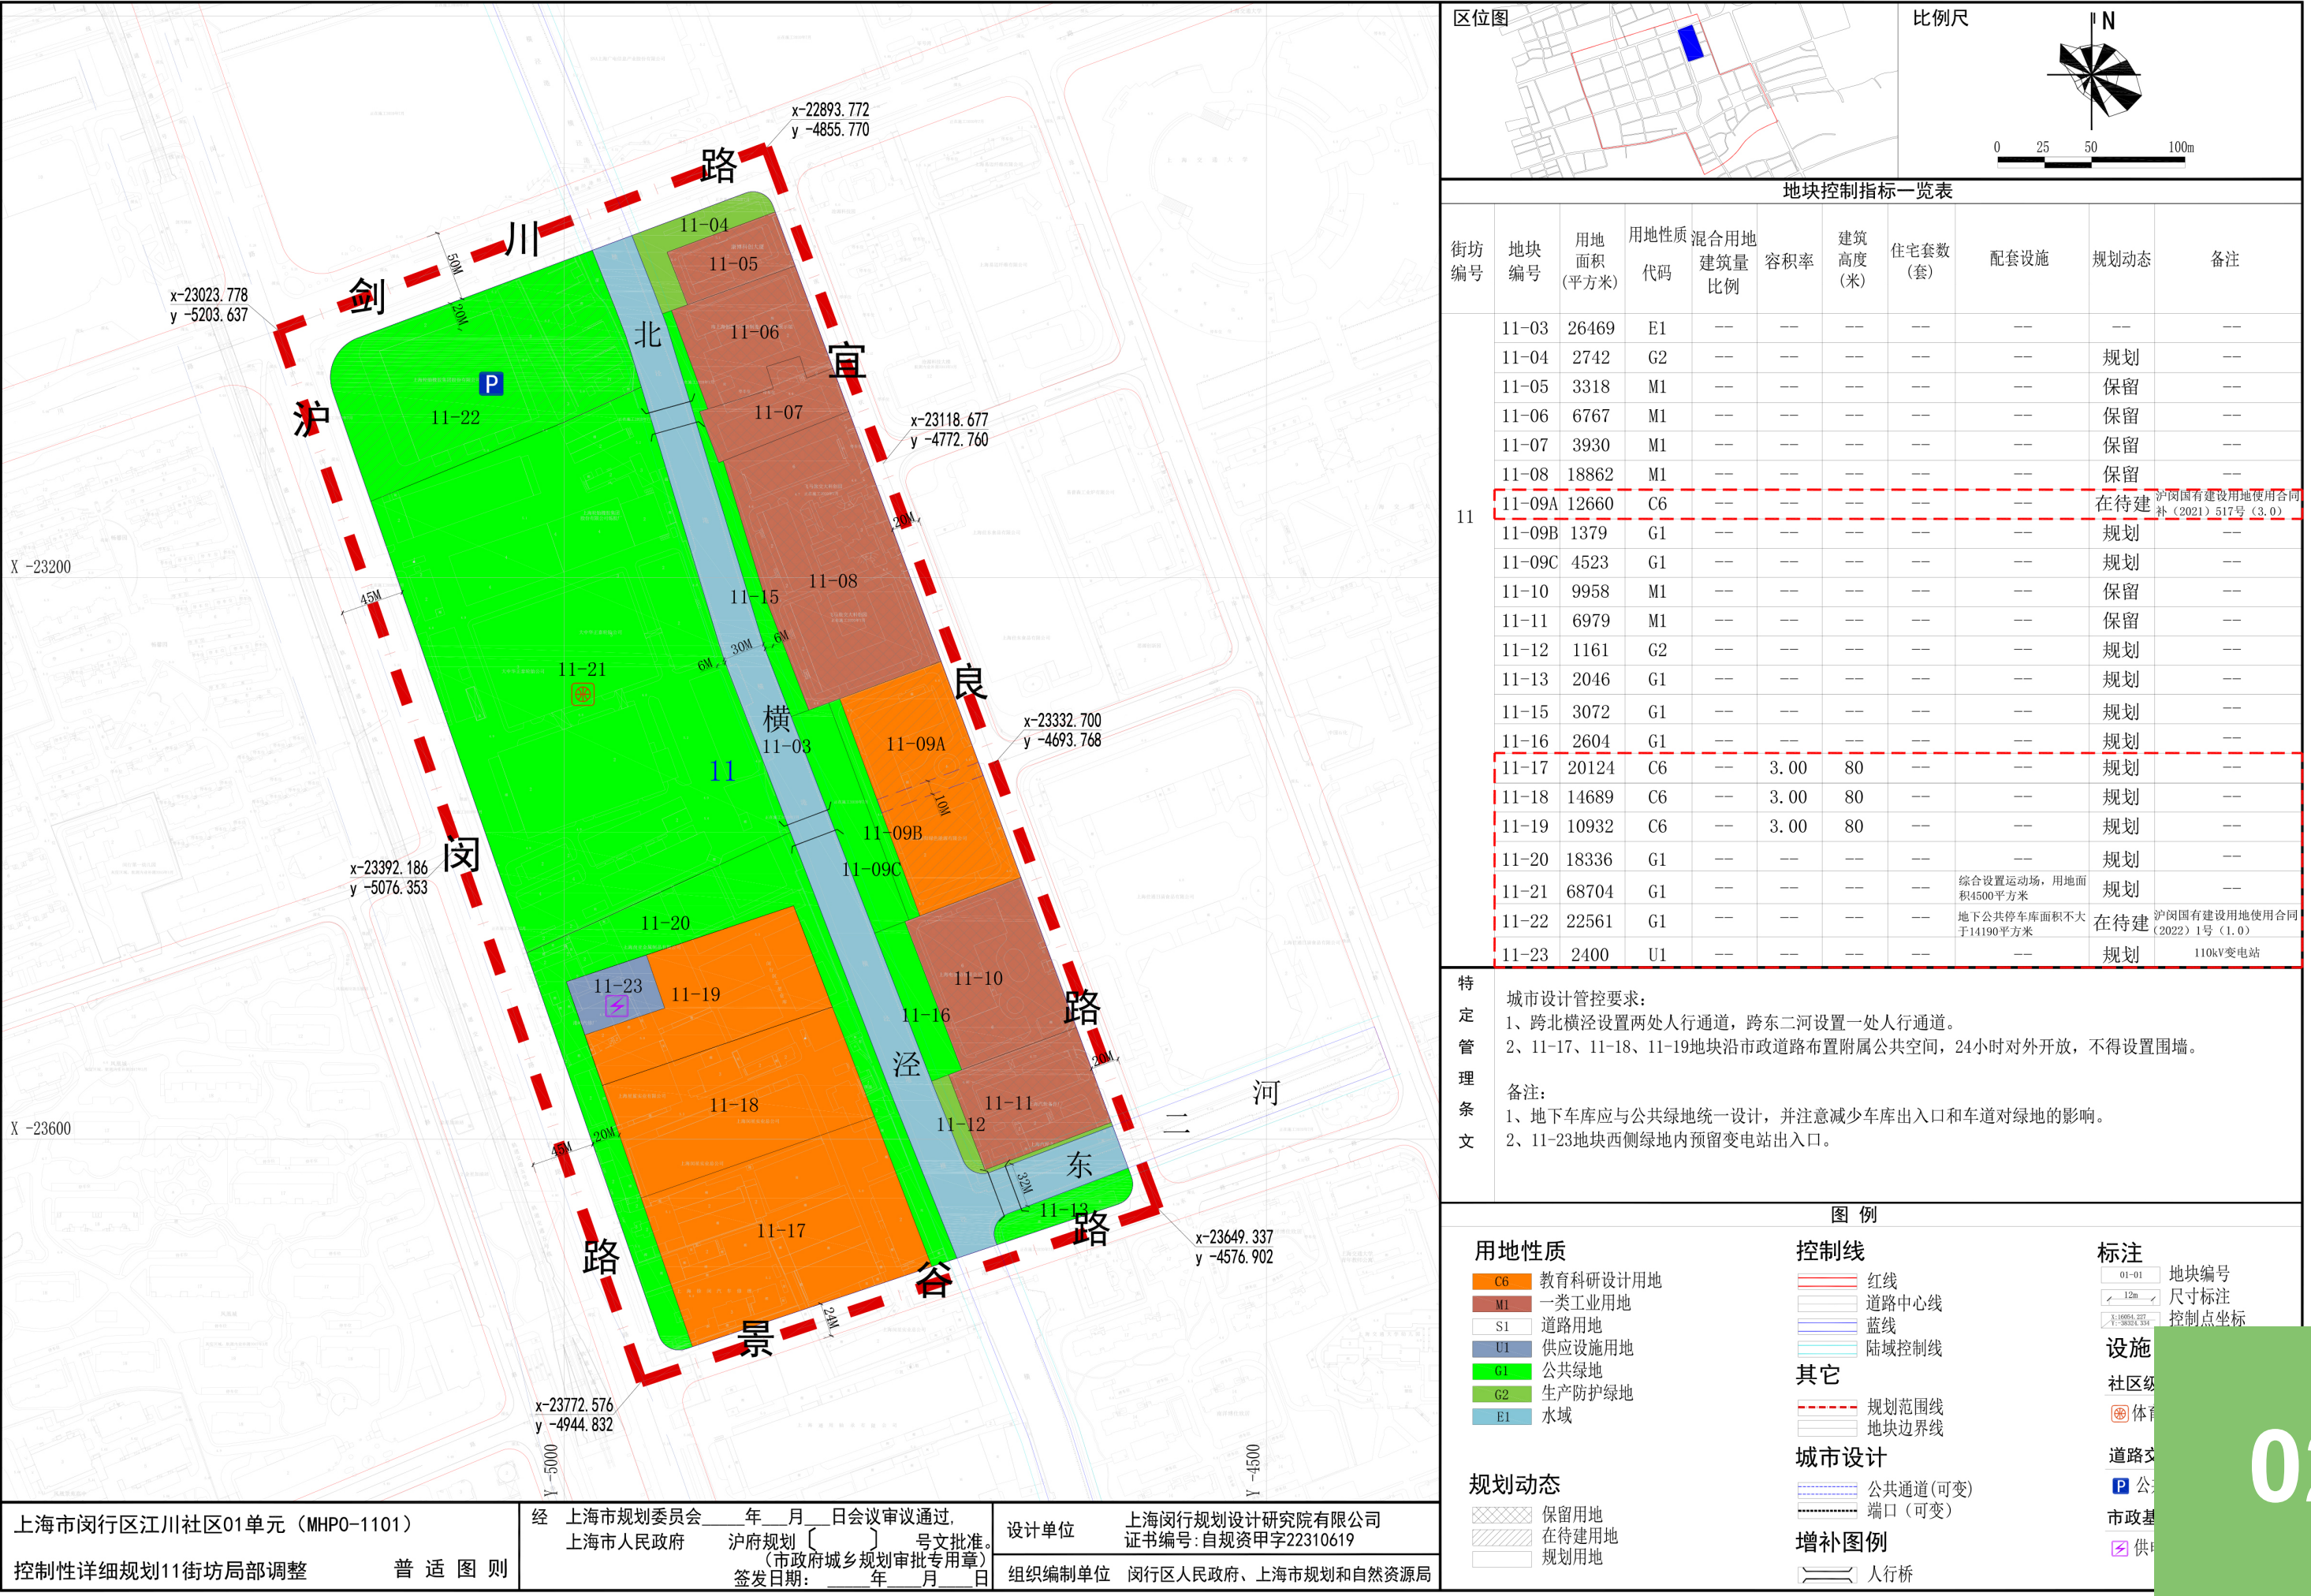 x-22893.772
y -4855.770
x-23023.778
y -5203.637
x-23118.677
y -4772.760
x-23332.700
y -4693.768
x-23392.186
y -5076.353
x-23649.337
y -4576.902
x-23772.576
y -4944.832
X -23200
X -23600
Y -5000
Y -4500
剑川路
沪闵路
宜良路
景谷路
北横泾
东二河
50M
20M
45M
20M
6M
30M
6M
10M
20M
45M
20M
32M
24M
11-04
11-05
11-06
11-07
11-22
P
11-08
11-15
11-21
11-03
11
11-09A
11-09B
11-09C
11-20
11-23
11-19
11-10
11-16
11-18
11-11
11-12
11-17
11-13
区位图
比例尺
N
0 25 50 100m
地块控制指标一览表
街坊编号 地块编号 用地面积(平方米) 用地性质代码 混合用地建筑量比例 容积率 建筑高度(米) 住宅套数(套) 配套设施 规划动态 备注
11
11-03 26469 E1 —— —— —— —— —— —— ——
11-04 2742 G2 —— —— —— —— —— 规划 ——
11-05 3318 M1 —— —— —— —— —— 保留 ——
11-06 6767 M1 —— —— —— —— —— 保留 ——
11-07 3930 M1 —— —— —— —— —— 保留 ——
11-08 18862 M1 —— —— —— —— —— 保留 ——
11-09A 12660 C6 —— —— —— —— —— 在待建 沪闵国有建设用地使用合同补（2021）517号（3.0）
11-09B 1379 G1 —— —— —— —— —— 规划 ——
11-09C 4523 G1 —— —— —— —— —— 规划 ——
11-10 9958 M1 —— —— —— —— —— 保留 ——
11-11 6979 M1 —— —— —— —— —— 保留 ——
11-12 1161 G2 —— —— —— —— —— 规划 ——
11-13 2046 G1 —— —— —— —— —— 规划 ——
11-15 3072 G1 —— —— —— —— —— 规划 ——
11-16 2604 G1 —— —— —— —— —— 规划 ——
11-17 20124 C6 —— 3.00 80 —— —— 规划 ——
11-18 14689 C6 —— 3.00 80 —— —— 规划 ——
11-19 10932 C6 —— 3.00 80 —— —— 规划 ——
11-20 18336 G1 —— —— —— —— —— 规划 ——
11-21 68704 G1 —— —— —— —— 综合设置运动场，用地面积4500平方米 规划 ——
11-22 22561 G1 —— —— —— —— 地下公共停车库面积不大于14190平方米 在待建 沪闵国有建设用地使用合同（2022）1号（1.0）
11-23 2400 U1 —— —— —— —— —— 规划 110kV变电站
特定管理条文
城市设计管控要求：
1、跨北横泾设置两处人行通道，跨东二河设置一处人行通道。
2、11-17、11-18、11-19地块沿市政道路布置附属公共空间，24小时对外开放，不得设置围墙。
备注：
1、地下车库应与公共绿地统一设计，并注意减少车库出入口和车道对绿地的影响。
2、11-23地块西侧绿地内预留变电站出入口。
图 例
用地性质
C6 教育科研设计用地
M1 一类工业用地
S1 道路用地
U1 供应设施用地
G1 公共绿地
G2 生产防护绿地
E1 水域
规划动态
保留用地
在待建用地
规划用地
控制线
红线
道路中心线
蓝线
陆域控制线
其它
规划范围线
地块边界线
城市设计
公共通道(可变)
端口（可变）
增补图例
人行桥
标注
01-01 地块编号
12m 尺寸标注
控制点坐标
设施
社区级
体育
道路交
P 公
市政基
供
02
上海市闵行区江川社区01单元（MHPO-1101）
控制性详细规划11街坊局部调整 普 适 图 则
经 上海市规划委员会____年__月__日会议审议通过,
上海市人民政府 沪府规划〔 〕 号文批准。
（市政府城乡规划审批专用章）
签发日期： ____年___月___日
设计单位 上海闵行规划设计研究院有限公司
证书编号:自规资甲字22310619
组织编制单位 闵行区人民政府、上海市规划和自然资源局